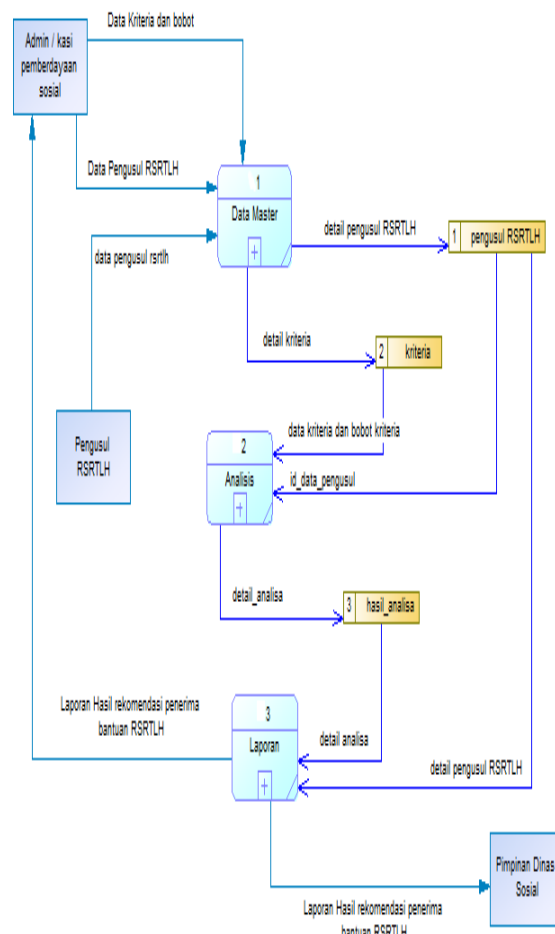 Data Kriteria dan bobot
Admin / kasi
pemberdayaan
sosial
Data Pengusul RSRTLH
1
Data Master
detail pengusul RSRTLH
1 pengusul RSRTLH
data pengusul rsrtlh
detail kriteria
2 kriteria
Pengusul
RSRTLH
data kriteria dan bobot kriteria
2
Analisis
id_data_pengusul
detail_analisa
3 hasil_analisa
Laporan Hasil rekomendasi penerima
bantuan RSRTLH
3
Laporan
detail analisa
detail pengusul RSRTLH
Pimpinan Dinas
Sosial
Laporan Hasil rekomendasi penerima
bantuan RSRTLH